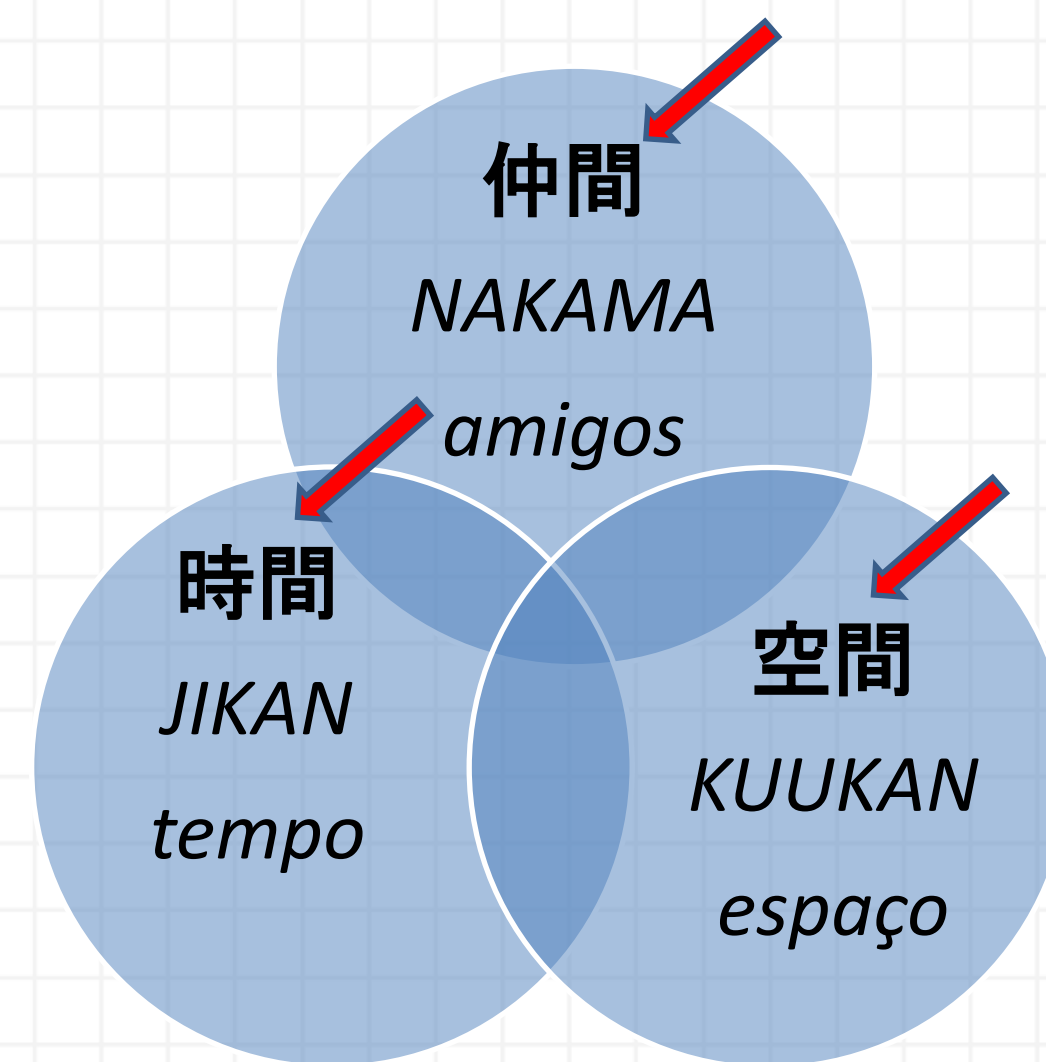 仲間
NAKAMA
amigos
時間
JIKAN
tempo
空間
KUUKAN
espaço